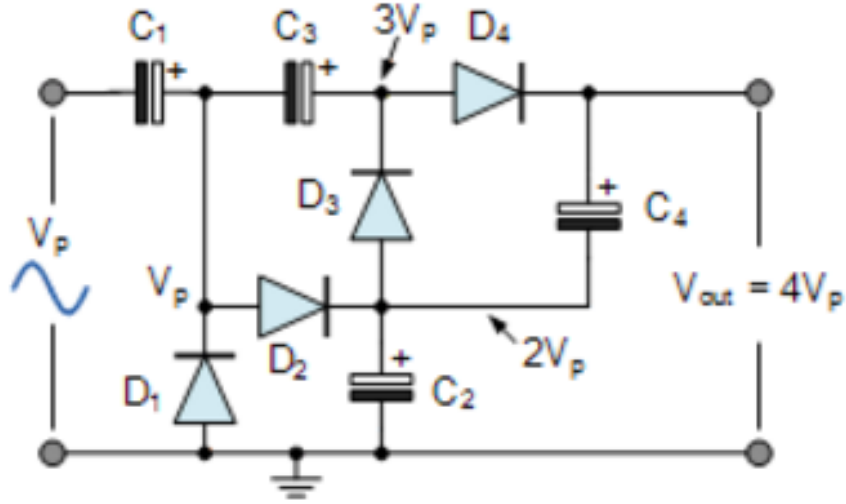 C₁
+
C₃
+
3Vₚ
D₄
D₃
+
C₄
Vₚ
Vₚ
Vout = 4Vₚ
D₂
2Vₚ
D₁
+
C₂